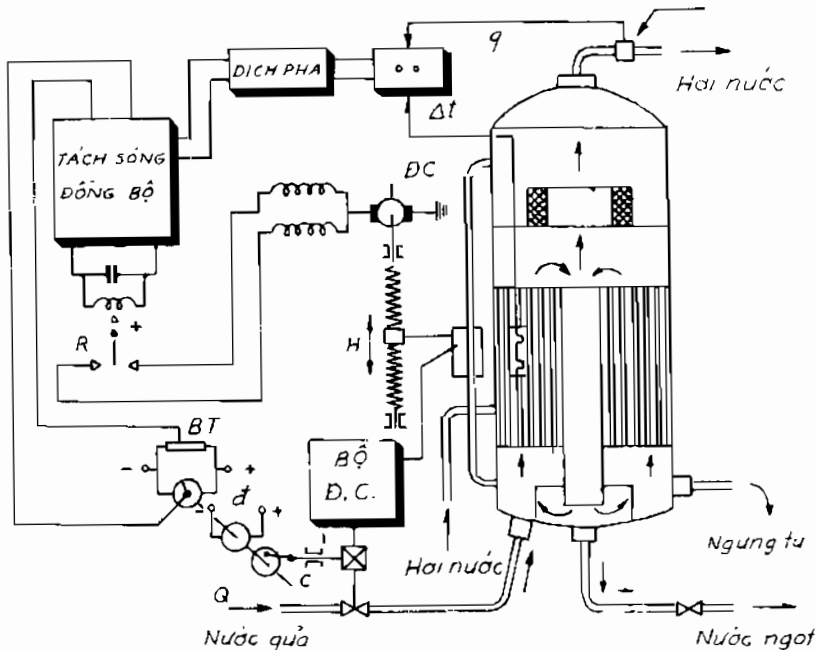 q
DỊCH PHA
Hơi nước
Δt
TÁCH SÓNG
ĐỒNG BỘ
ĐC
+
R
H
BT
- +
BỘ
Đ.C.
đ
- +
Ngưng tụ
C
Hơi nước
Q
Nước quả
Nước ngọt